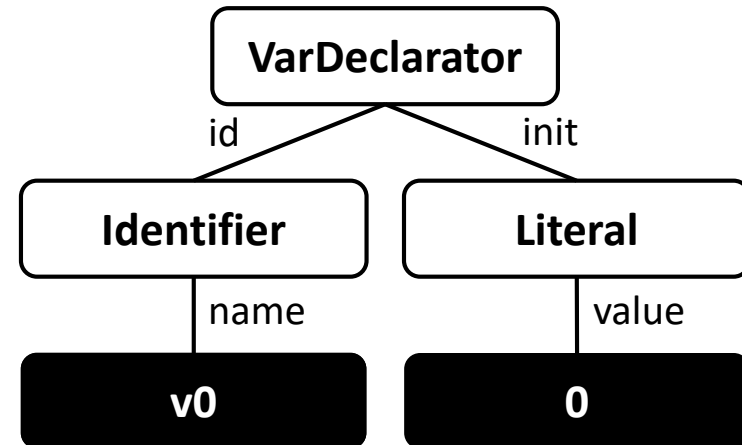 VarDeclarator
id
init
Identifier
Literal
name
value
v0
0